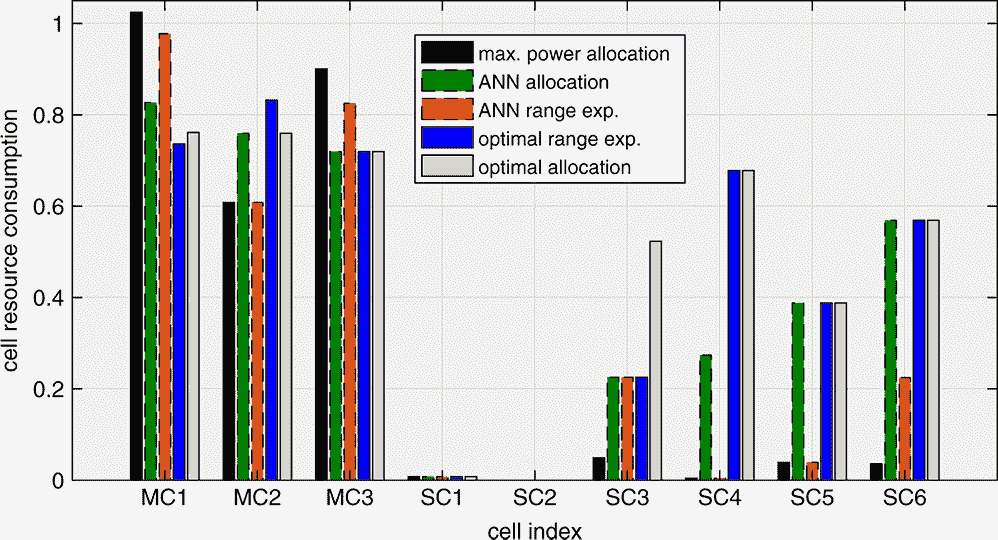 1
0.8
0.6
0.4
0.2
0
cell resource consumption
max. power allocation
ANN allocation
ANN range exp.
optimal range exp.
optimal allocation
MC1 MC2 MC3 SC1 SC2 SC3 SC4 SC5 SC6
cell index